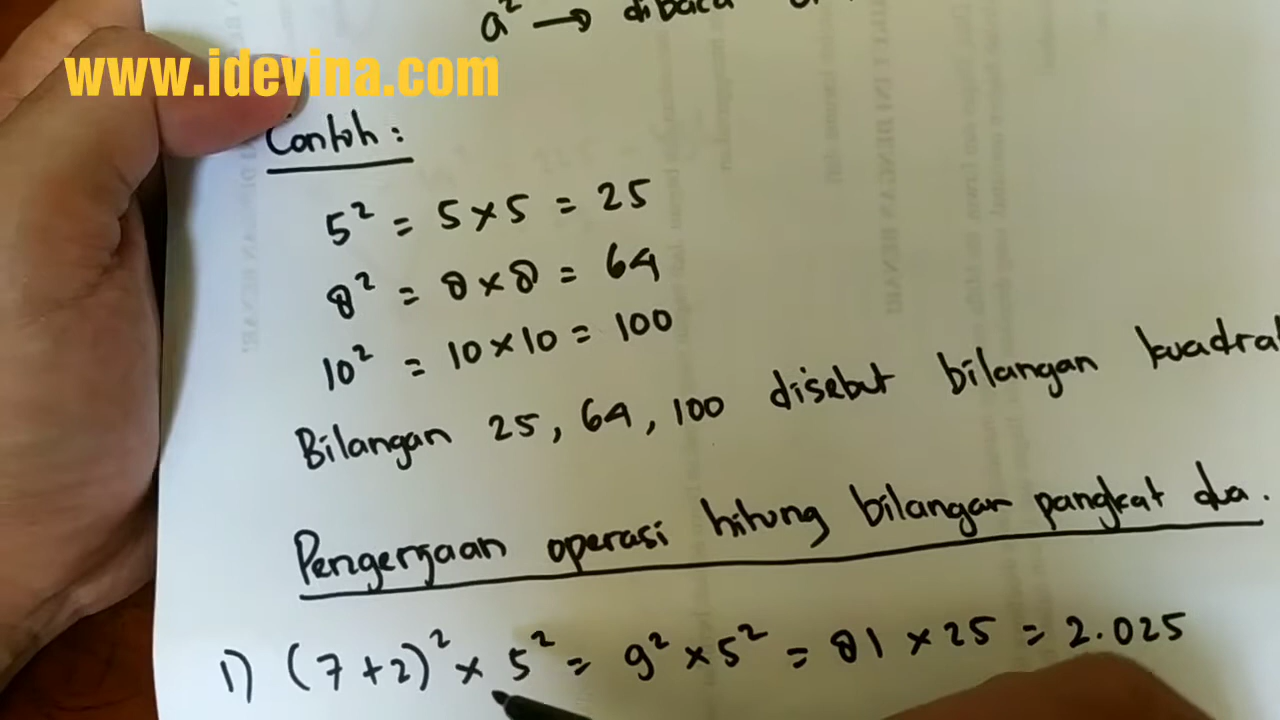 a² → dibaca
www.idevina.com
Contoh :
5² = 5 × 5 = 25
8² = 8 × 8 = 64
10² = 10 × 10 = 100
Bilangan 25, 64, 100 disebut bilangan kuadrat
Pengerjaan operasi hitung bilangan pangkat dua.
1) (7 + 2)² × 5² = 9² × 5² = 81 × 25 = 2.025